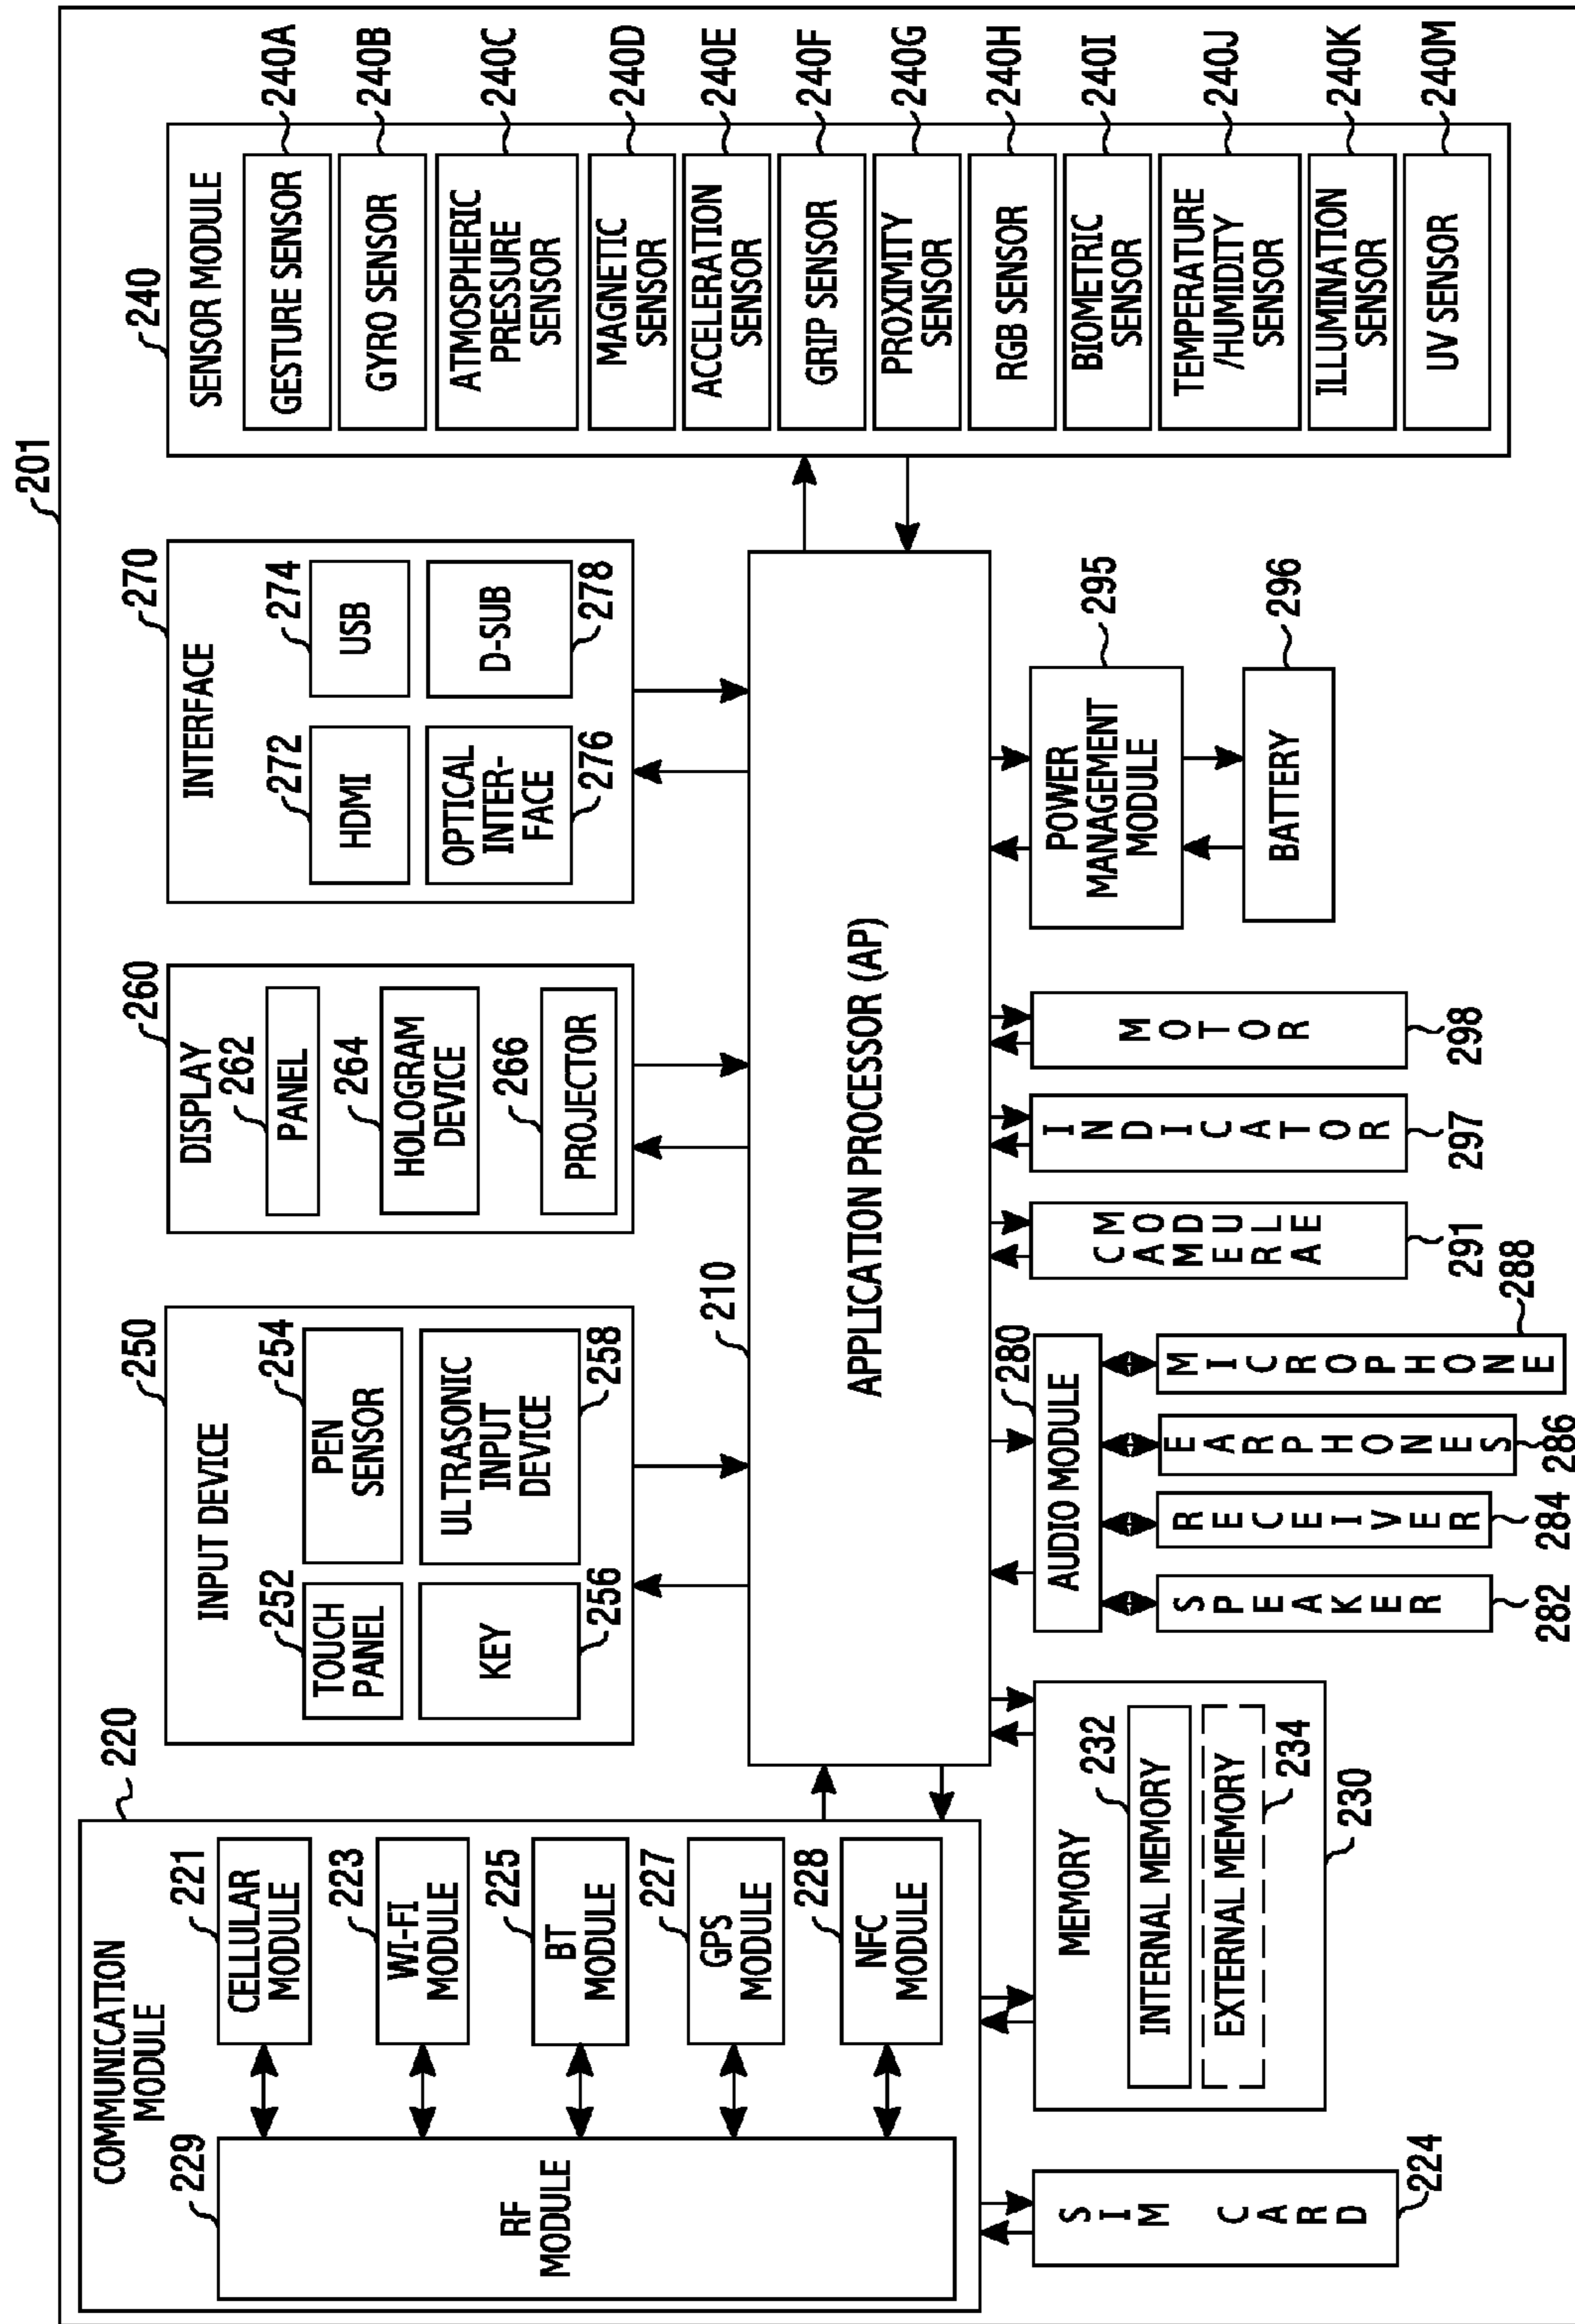 201
COMMUNICATION
MODULE
220
229
RF
MODULE
221
CELLULAR
MODULE
223
WI-FI
MODULE
225
BT
MODULE
227
GPS
MODULE
228
NFC
MODULE
SIM CARD
224
250
INPUT DEVICE
252
TOUCH
PANEL
254
PEN
SENSOR
KEY
256
ULTRASONIC
INPUT
DEVICE
258
260
DISPLAY
262
PANEL
264
HOLOGRAM
DEVICE
266
PROJECTOR
270
INTERFACE
272
HDMI
274
USB
OPTICAL
INTER-
FACE
276
D-SUB
278
240
SENSOR MODULE
GESTURE SENSOR
240A
GYRO SENSOR
240B
ATMOSPHERIC
PRESSURE
SENSOR
240C
MAGNETIC
SENSOR
240D
ACCELERATION
SENSOR
240E
GRIP SENSOR
240F
PROXIMITY
SENSOR
240G
RGB SENSOR
240H
BIOMETRIC
SENSOR
240I
TEMPERATURE
/HUMIDITY
SENSOR
240J
ILLUMINATION
SENSOR
240K
UV SENSOR
240M
210
APPLICATION PROCESSOR (AP)
MEMORY
232
INTERNAL MEMORY
EXTERNAL MEMORY
234
230
280
AUDIO MODULE
SPEAKER
282
RECEIVER
284
EARPHONES
286
MICROPHONE
288
CAMERA
MODULE
291
INDICATOR
297
MOTOR
298
POWER
MANAGEMENT
MODULE
295
BATTERY
296